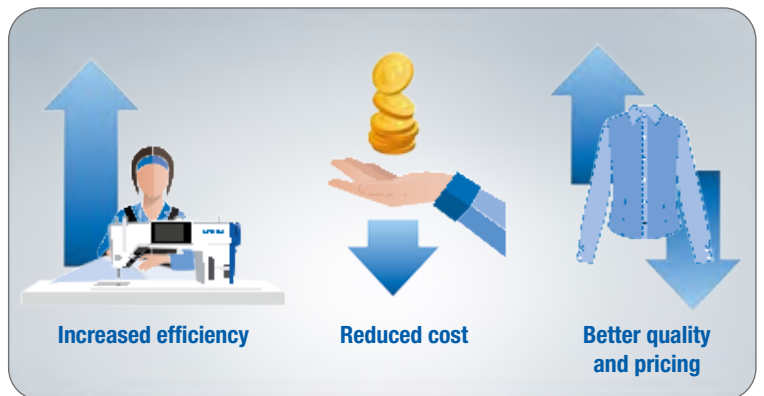 Increased efficiency
Reduced cost
Better quality
and pricing